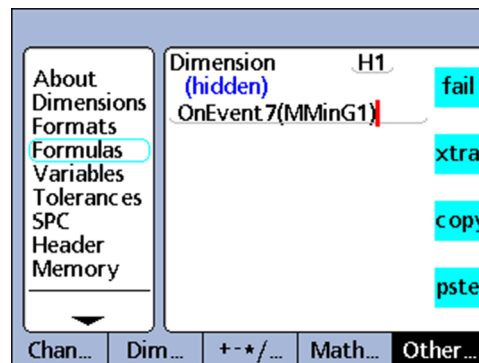 About
Dimensions
Formats
Formulas
Variables
Tolerances
SPC
Header
Memory
Dimension H1
(hidden)
OnEvent7(MMinG1)
fail
xtra
copy
pste
Chan... Dim... +-*/... Math... Other...